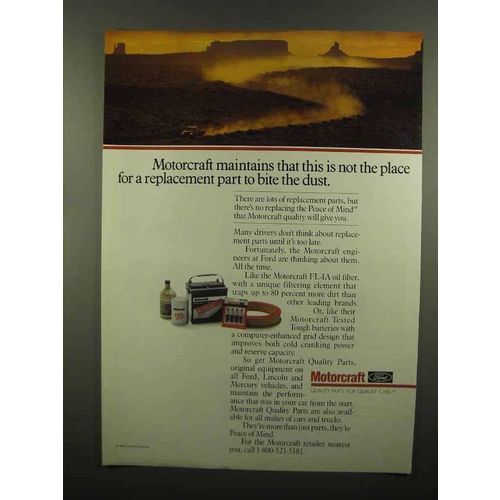 Motorcraft maintains that this is not the place
for a replacement part to bite the dust.
There are lots of replacement parts, but
there's no replacing the Peace of Mind™
that Motorcraft quality will give you.
Many drivers don't think about replace-
ment parts until it's too late.
Fortunately, the Motorcraft engi-
neers at Ford are thinking about them.
All the time.
Like the Motorcraft FL-1A oil filter,
with a unique filtering element that
traps up to 80 percent more dirt than
other leading brands.
Or, like their
Motorcraft Tested
Tough batteries with
a computer-enhanced grid design that
improves both cold cranking power
and reserve capacity.
So get Motorcraft Quality Parts,
original equipment on
all Ford, Lincoln and
Mercury vehicles, and
maintain the perform-
ance that was in your car from the start.
Motorcraft Quality Parts are also avail-
able for all makes of cars and trucks.
They're more than just parts, they're
Peace of Mind.
For the Motorcraft retailer nearest
you, call 1-800-521-5181.
Motorcraft Ford
QUALITY PARTS FOR QUALITY CARS™